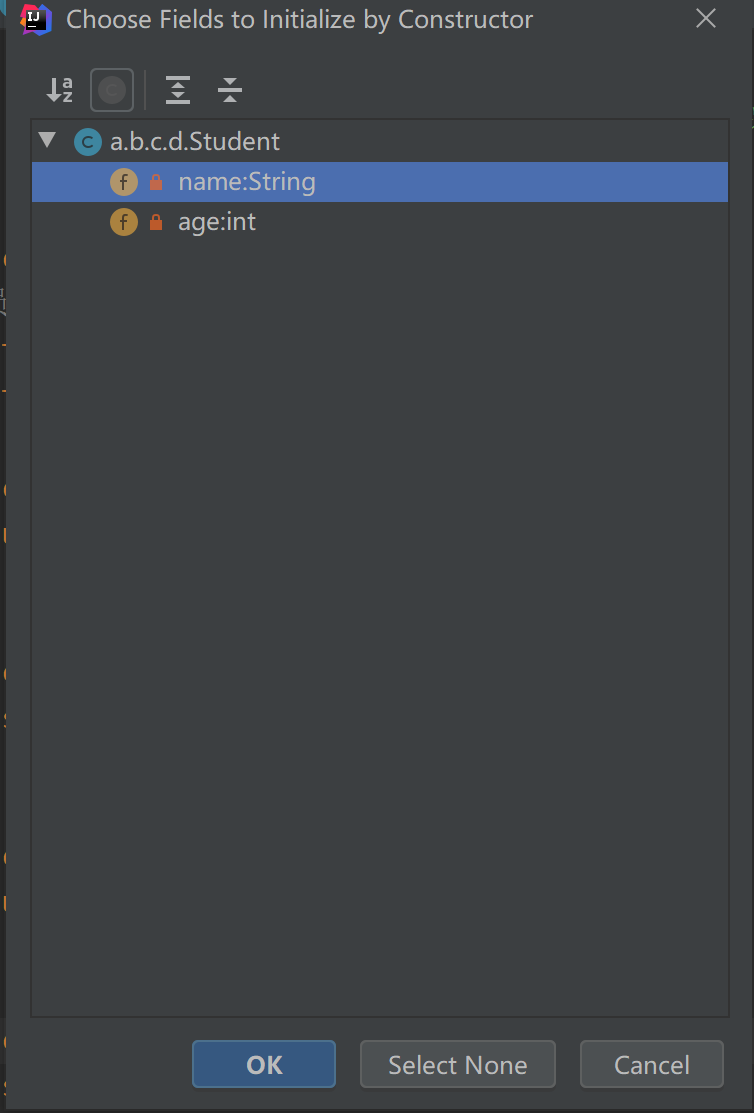 Choose Fields to Initialize by Constructor
a.b.c.d.Student
name:String
age:int
OK
Select None
Cancel